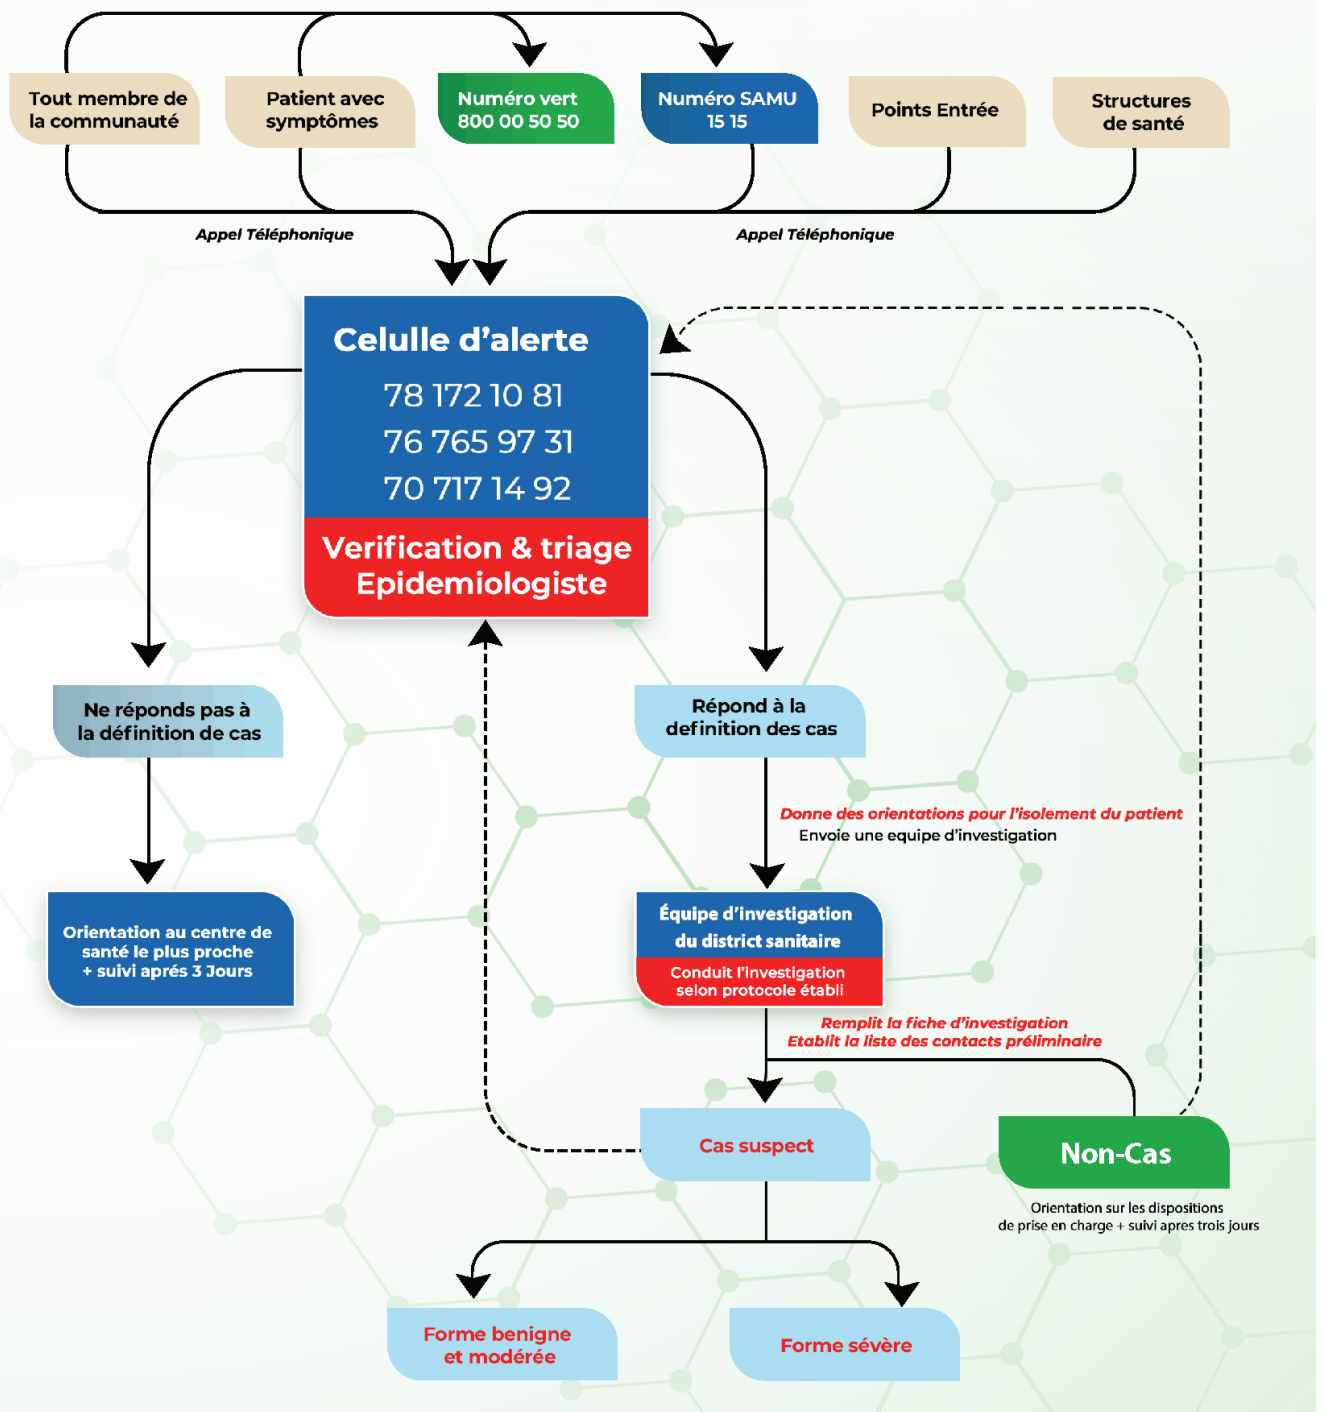 Tout membre de
la communauté
Patient avec
symptômes
Numéro vert
800 00 50 50
Numéro SAMU
15 15
Points Entrée
Structures
de santé
Appel Téléphonique
Appel Téléphonique
Celulle d'alerte
78 172 10 81
76 765 97 31
70 717 14 92
Verification & triage
Epidemiologiste
Ne réponds pas à
la définition de cas
Répond à la
definition des cas
Donne des orientations pour l'isolement du patient
Envoie une equipe d'investigation
Orientation au centre de
santé le plus proche
+ suivi aprés 3 Jours
Équipe d'investigation
du district sanitaire
Conduit l'investigation
selon protocole établi
Remplit la fiche d'investigation
Etablit la liste des contacts préliminaire
Cas suspect
Non-Cas
Orientation sur les dispositions
de prise en charge + suivi apres trois jours
Forme benigne
et modérée
Forme sévère